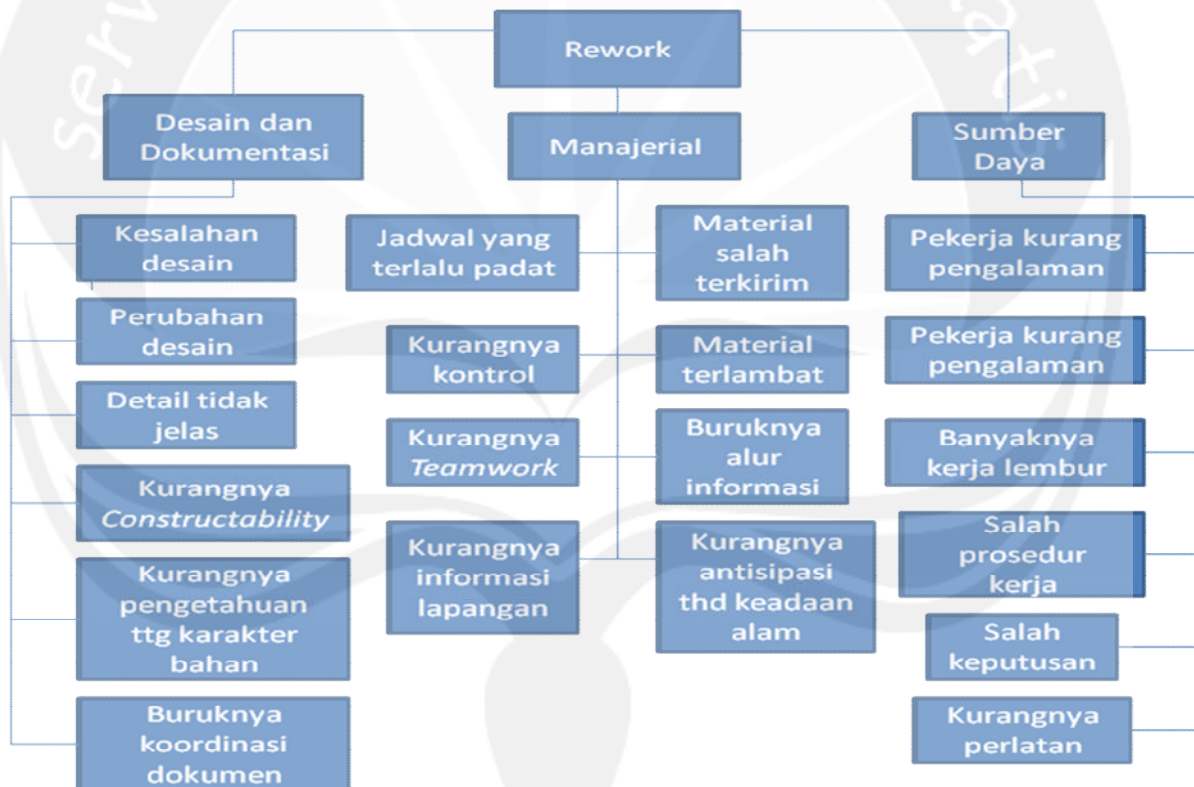 Rework
Desain dan
Dokumentasi
Manajerial
Sumber
Daya
Kesalahan
desain
Perubahan
desain
Detail tidak
jelas
Kurangnya
Constructability
Kurangnya
pengetahuan
ttg karakter
bahan
Buruknya
koordinasi
dokumen
Jadwal yang
terlalu padat
Kurangnya
kontrol
Kurangnya
Teamwork
Kurangnya
informasi
lapangan
Material
salah
terkirim
Material
terlambat
Buruknya
alur
informasi
Kurangnya
antisipasi
thd keadaan
alam
Pekerja kurang
pengalaman
Pekerja kurang
pengalaman
Banyaknya
kerja lembur
Salah
prosedur
kerja
Salah
keputusan
Kurangnya
perlatan